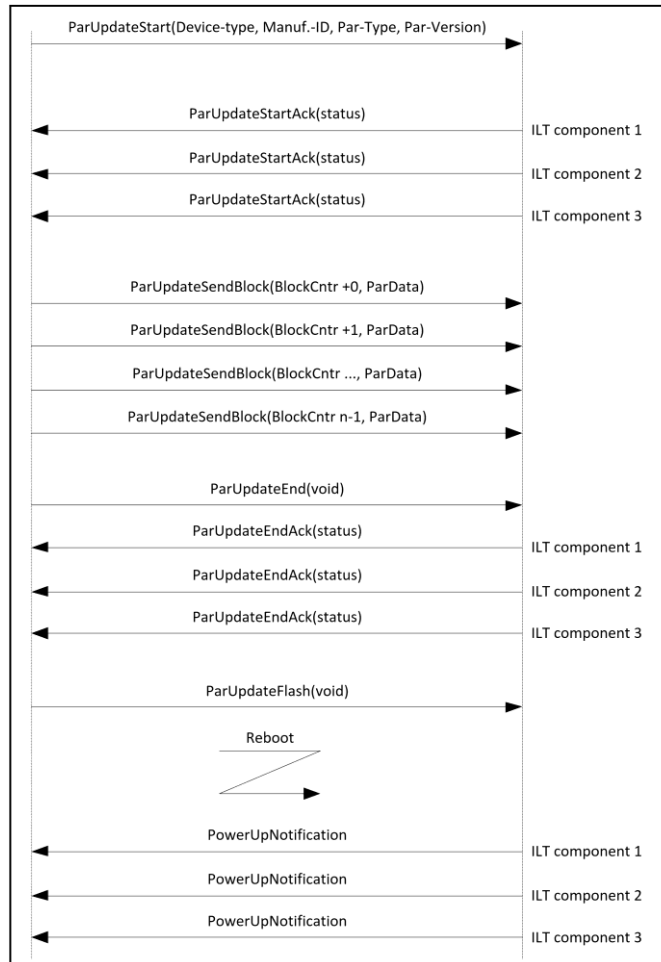 ParUpdateStart(Device-type, Manuf.-ID, Par-Type, Par-Version)
ParUpdateStartAck(status)
ILT component 1
ParUpdateStartAck(status)
ILT component 2
ParUpdateStartAck(status)
ILT component 3
ParUpdateSendBlock(BlockCntr +0, ParData)
ParUpdateSendBlock(BlockCntr +1, ParData)
ParUpdateSendBlock(BlockCntr ..., ParData)
ParUpdateSendBlock(BlockCntr n-1, ParData)
ParUpdateEnd(void)
ParUpdateEndAck(status)
ILT component 1
ParUpdateEndAck(status)
ILT component 2
ParUpdateEndAck(status)
ILT component 3
ParUpdateFlash(void)
Reboot
PowerUpNotification
ILT component 1
PowerUpNotification
ILT component 2
PowerUpNotification
ILT component 3